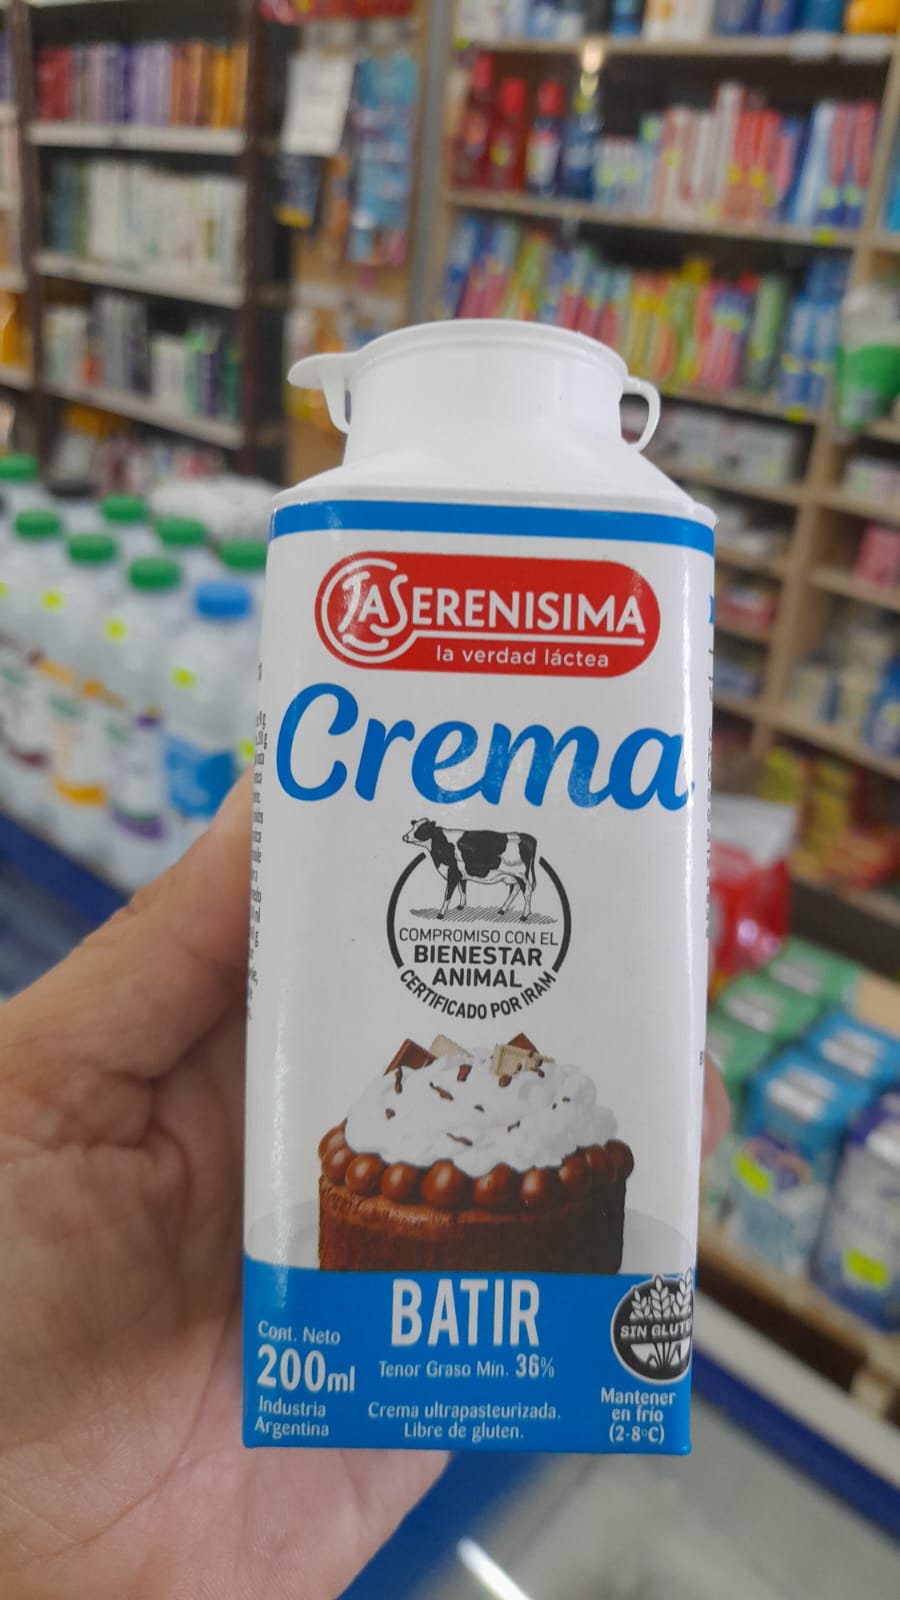 LA SERENISIMA
la verdad láctea
Crema
COMPROMISO CON EL
BIENESTAR
ANIMAL
CERTIFICADO POR IRAM
BATIR
Tenor Graso Mín. 36%
Crema ultrapasteurizada.
Libre de gluten.
Cont. Neto
200ml
Industria
Argentina
SIN GLUTEN
Mantener
en frío
(2-8°C)